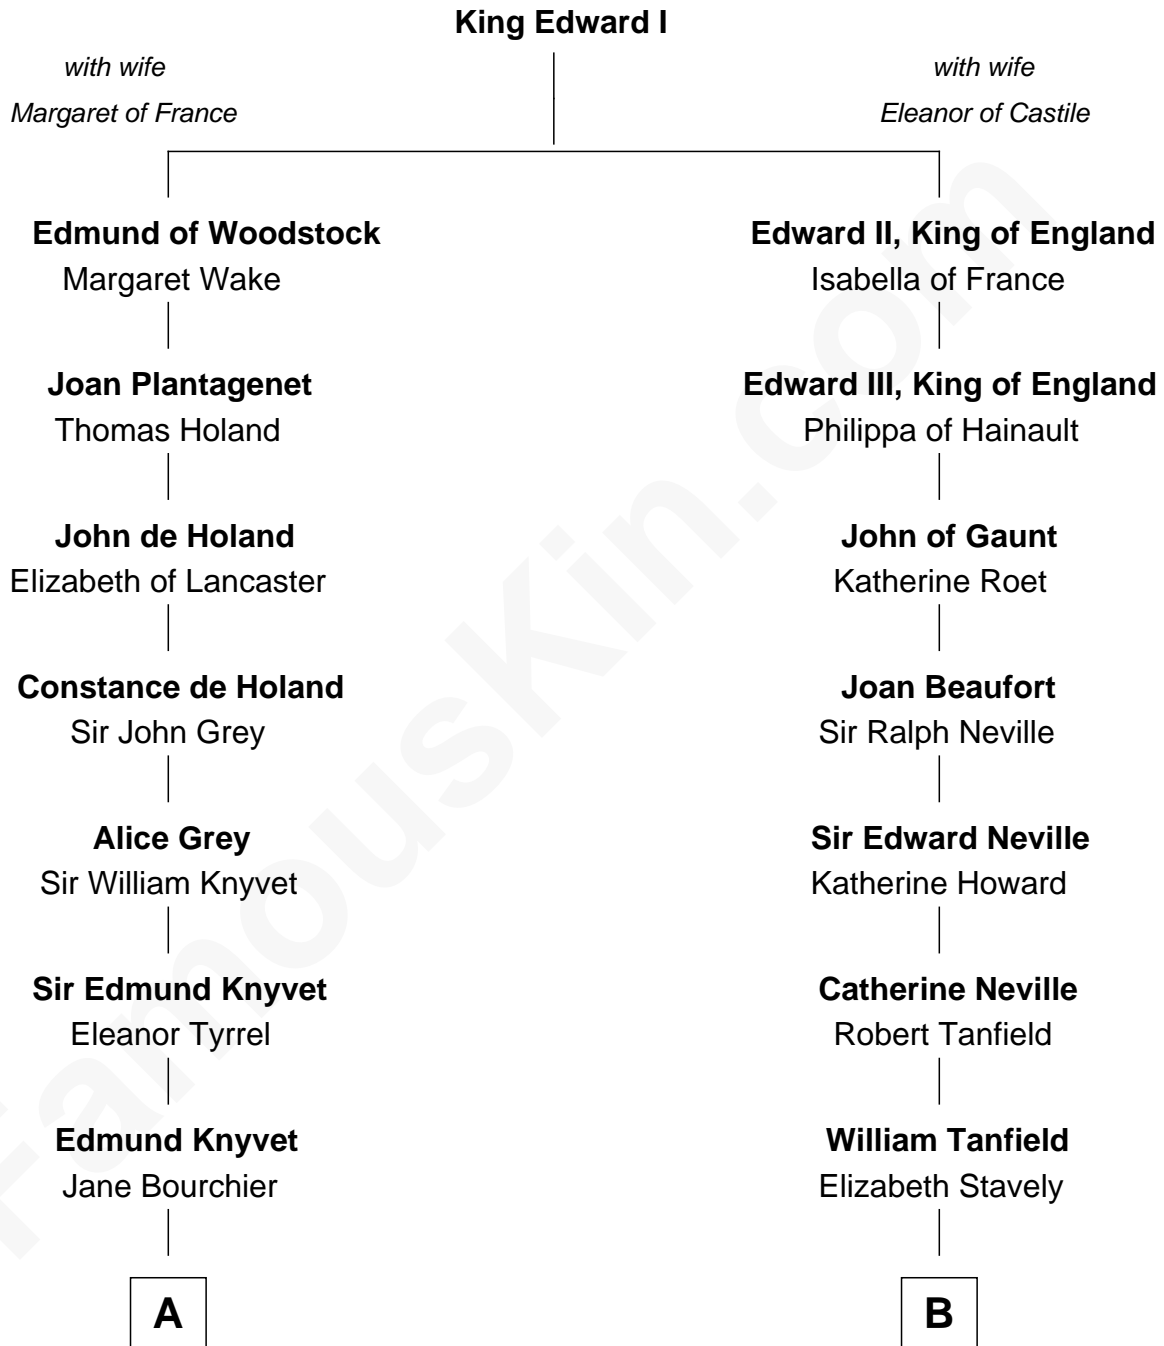 King Edward I
with wife
Margaret of France
with wife
Eleanor of Castile
Edmund of Woodstock
Margaret Wake
Edward II, King of England
Isabella of France
Joan Plantagenet
Thomas Holand
Edward III, King of England
Philippa of Hainault
John de Holand
Elizabeth of Lancaster
John of Gaunt
Katherine Roet
Constance de Holand
Sir John Grey
Joan Beaufort
Sir Ralph Neville
Alice Grey
Sir William Knyvet
Sir Edward Neville
Katherine Howard
Sir Edmund Knyvet
Eleanor Tyrrel
Catherine Neville
Robert Tanfield
Edmund Knyvet
Jane Bourchier
William Tanfield
Elizabeth Stavely
A
B
FamousKin.com